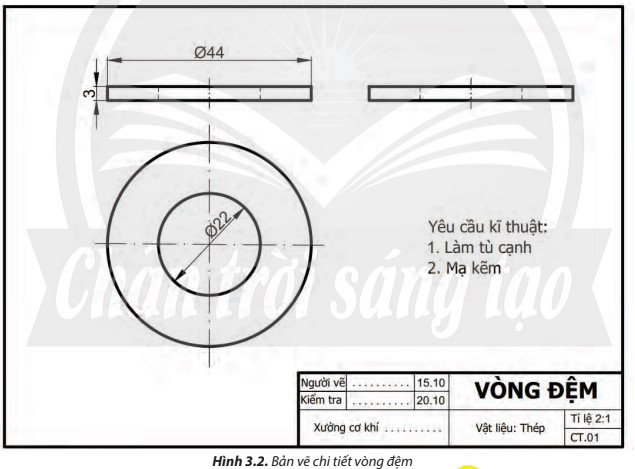 Ø44
3
Ø22
Yêu cầu kĩ thuật:
1. Làm tù cạnh
2. Mạ kẽm
Chân trời sáng tạo
Người vẽ .......... 15.10
Kiểm tra .......... 20.10
VÒNG ĐỆM
Xưởng cơ khí ..........
Vật liệu: Thép
Tỉ lệ 2:1
CT.01
Hình 3.2. Bản vẽ chi tiết vòng đệm